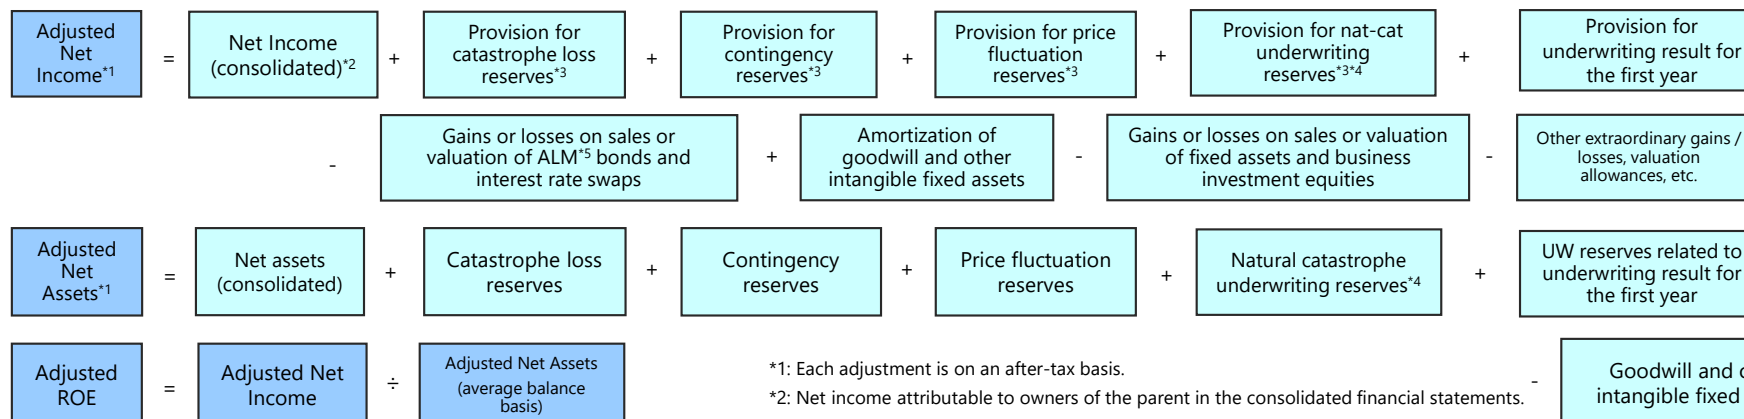 Adjusted
Net
Income*1
=
Net Income
(consolidated)*2
+
Provision for
catastrophe loss
reserves*3
+
Provision for
contingency
reserves*3
+
Provision for price
fluctuation
reserves*3
+
Provision for nat-cat
underwriting
reserves*3*4
+
Provision for
underwriting result for
the first year
-
Gains or losses on sales or
valuation of ALM*5 bonds and
interest rate swaps
+
Amortization of
goodwill and other
intangible fixed assets
-
Gains or losses on sales or valuation
of fixed assets and business
investment equities
-
Other extraordinary gains /
losses, valuation
allowances, etc.
Adjusted
Net
Assets*1
=
Net assets
(consolidated)
+
Catastrophe loss
reserves
+
Contingency
reserves
+
Price fluctuation
reserves
+
Natural catastrophe
underwriting reserves*4
+
UW reserves related to
underwriting result for
the first year
-
Goodwill and
intangible fixed
Adjusted
ROE
=
Adjusted Net
Income
÷
Adjusted Net Assets
(average balance
basis)
*1: Each adjustment is on an after-tax basis.
*2: Net income attributable to owners of the parent in the consolidated financial statements.